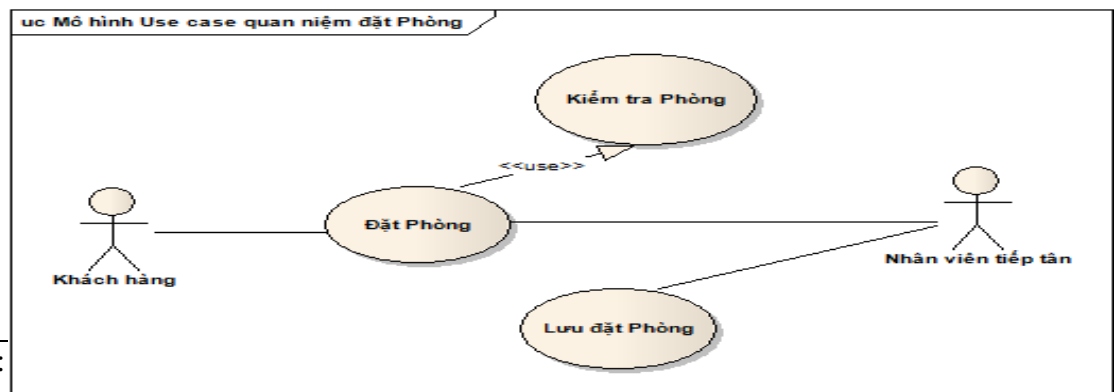 uc Mô hình Use case quan niệm đặt Phòng
Kiểm tra Phòng
<<use>>
Đặt Phòng
Khách hàng
Nhân viên tiếp tân
Lưu đặt Phòng
: